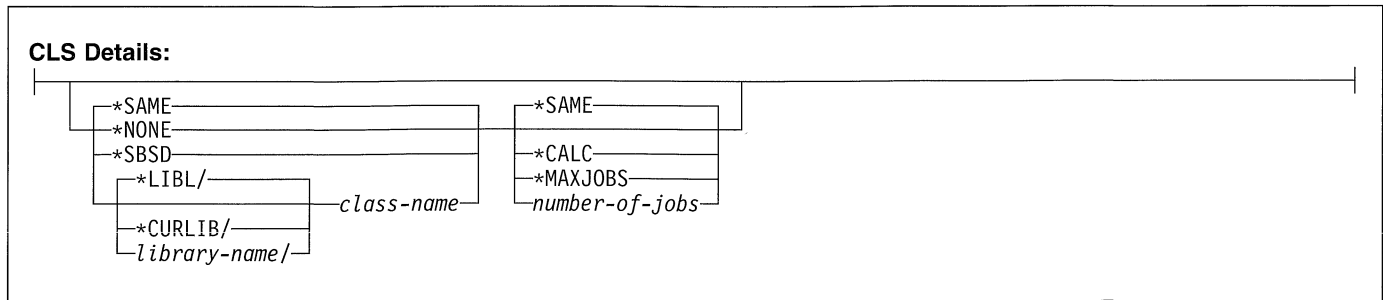 CLS Details:
*SAME *SAME
*NONE
*SBSD *CALC
*LIBL/ *MAXJOBS
class-name number-of-jobs
*CURLIB/
library-name/